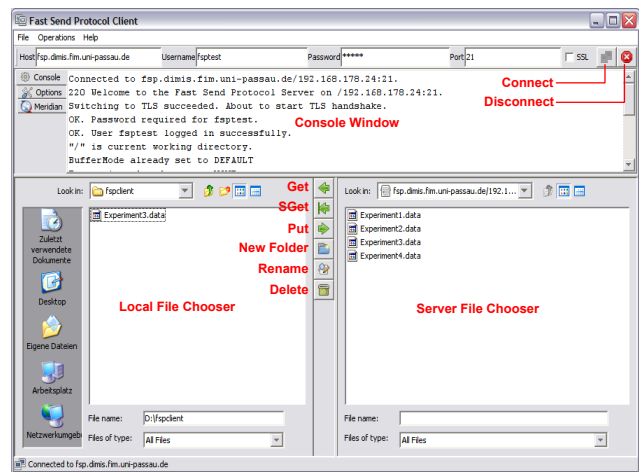 Fast Send Protocol Client
File Operations Help
Host fsp.dimis.fim.uni-passau.de Username fsptest Password ***** Port 21 SSL
Connect
Disconnect
Console
Options
Meridian
Connected to fsp.dimis.fim.uni-passau.de/192.168.178.24:21.
220 Welcome to the Fast Send Protocol Server on /192.168.178.24:21.
Switching to TLS succeeded. About to start TLS handshake.
OK. Password required for fsptest.
OK. User fsptest logged in successfully.
"/" is current working directory.
BufferMode already set to DEFAULT
Console Window
Look in: fspclient
Experiment3.data
Zuletzt verwendete Dokumente
Desktop
Eigene Dateien
Arbeitsplatz
Netzwerkumgeb
Local File Chooser
File name: D:\fspclient
Files of type: All Files
Get
SGet
Put
New Folder
Rename
Delete
Look in: fsp.dimis.fim.uni-passau.de/192.1...
Experiment1.data
Experiment2.data
Experiment3.data
Experiment4.data
Server File Chooser
File name:
Files of type: All Files
Connected to fsp.dimis.fim.uni-passau.de